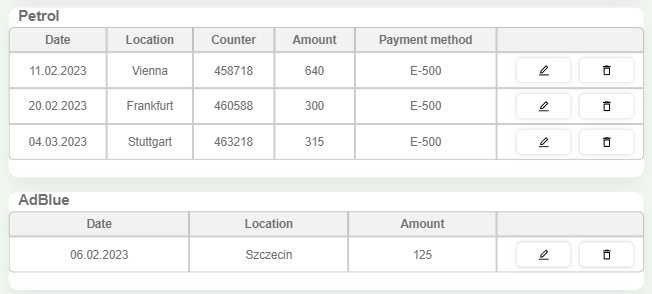 Petrol
Date Location Counter Amount Payment method
11.02.2023 Vienna 458718 640 E-500
20.02.2023 Frankfurt 460588 300 E-500
04.03.2023 Stuttgart 463218 315 E-500
AdBlue
Date Location Amount
06.02.2023 Szczecin 125